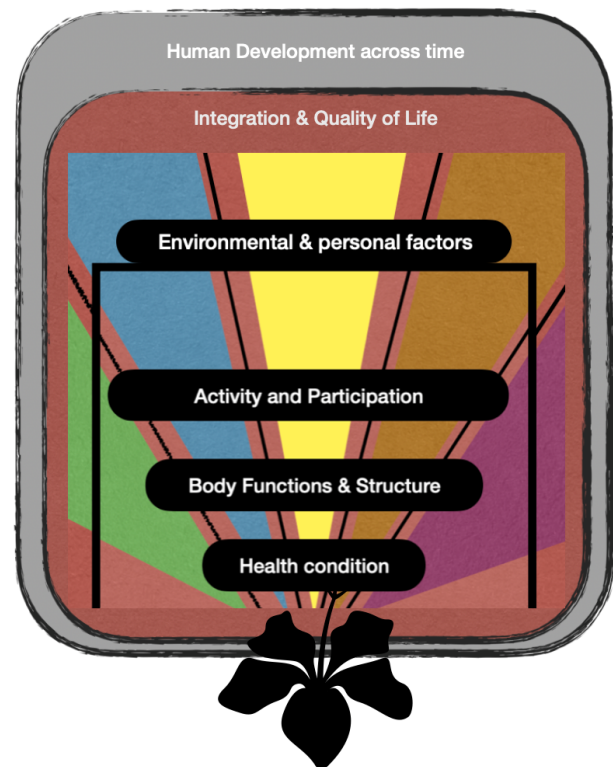 Human Development across time
Integration & Quality of Life
Environmental & personal factors
Activity and Participation
Body Functions & Structure
Health condition